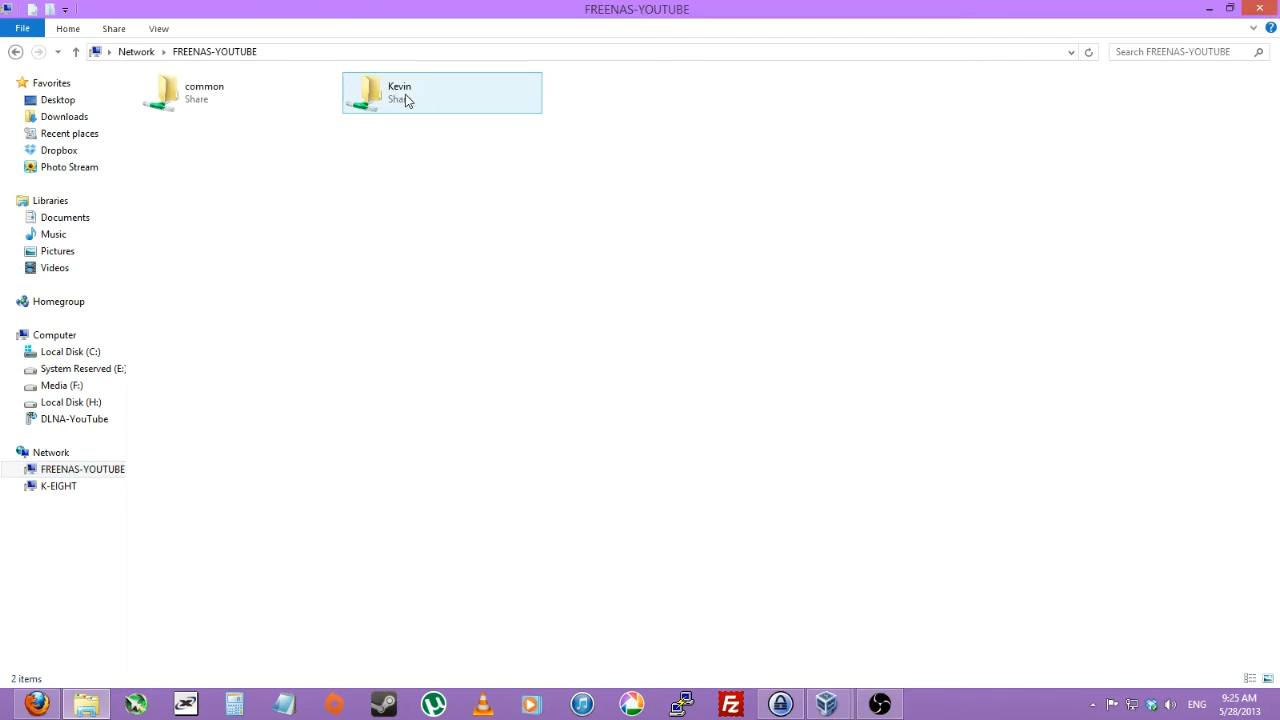 FREENAS-YOUTUBE
File Home Share View
Network FREENAS-YOUTUBE Search FREENAS-YOUTUBE
Favorites
Desktop
Downloads
Recent places
Dropbox
Photo Stream
Libraries
Documents
Music
Pictures
Videos
Homegroup
Computer
Local Disk (C:)
System Reserved (E:)
Media (F:)
Local Disk (H:)
DLNA-YouTube
Network
FREENAS-YOUTUBE
K-EIGHT
common
Share
Kevin
Share
2 items
ENG
9:25 AM
5/28/2013